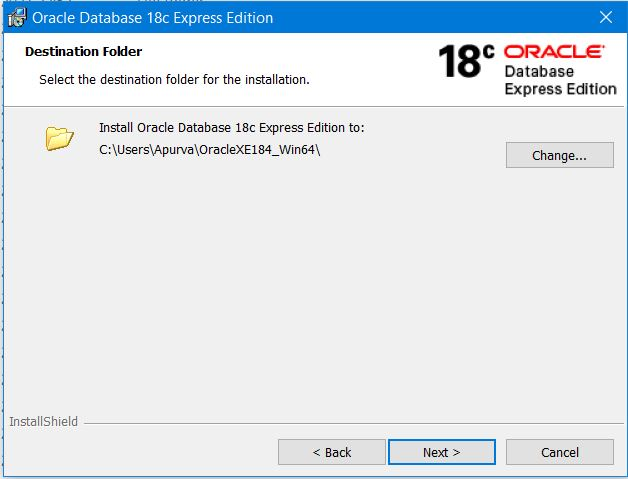 Oracle Database 18c Express Edition
Destination Folder
Select the destination folder for the installation.
18c ORACLE
Database
Express Edition
Install Oracle Database 18c Express Edition to:
C:\Users\Apurva\OracleXE184_Win64\
Change...
InstallShield
< Back
Next >
Cancel